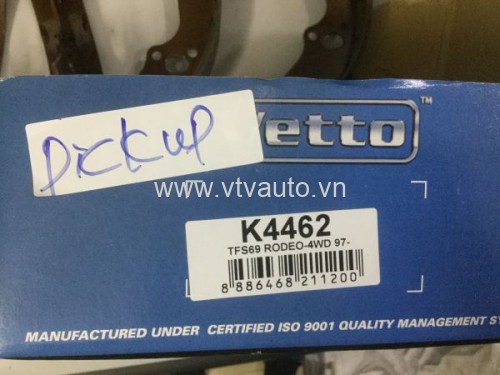 pickup
Vetto™
www.vtvauto.vn
K4462
TFS69 RODEO-4WD 97-
8 886468 211200
MANUFACTURED UNDER CERTIFIED ISO 9001 QUALITY MANAGEMENT SY